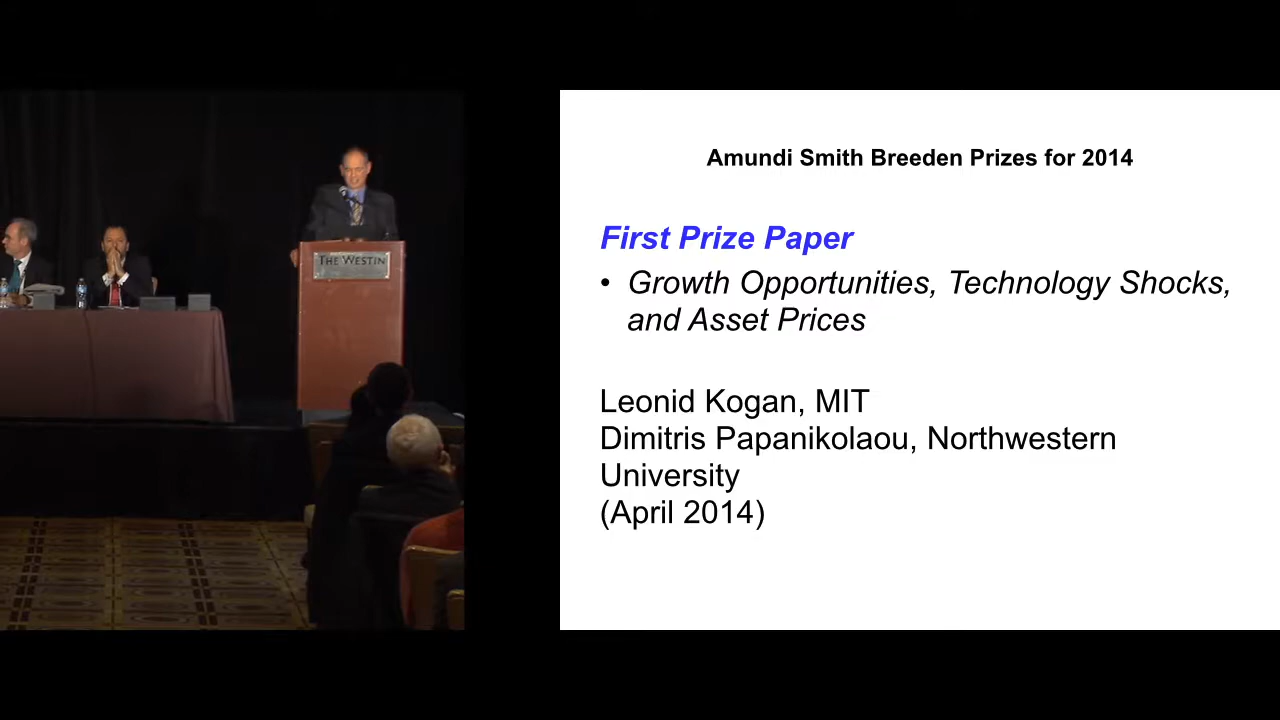 THE WESTIN
Amundi Smith Breeden Prizes for 2014
First Prize Paper
• Growth Opportunities, Technology Shocks,
and Asset Prices
Leonid Kogan, MIT
Dimitris Papanikolaou, Northwestern
University
(April 2014)